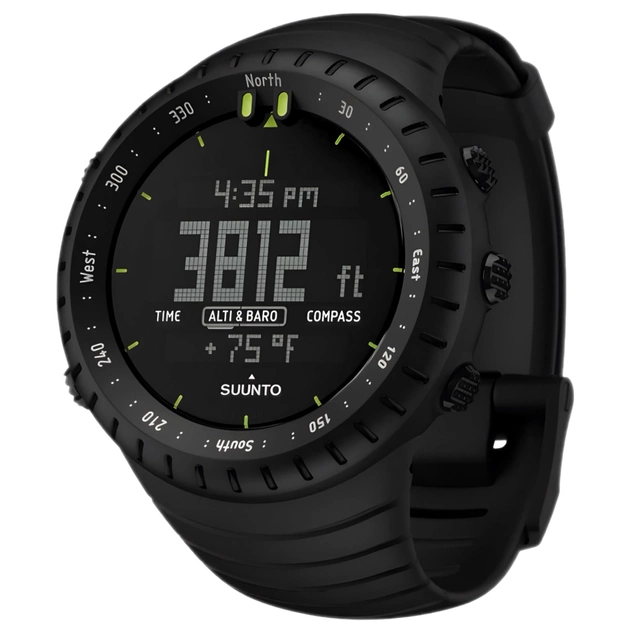 North
30
60
East
120
150
South
210
240
West
300
330
4:35 pm
3812 ft
TIME ALTI & BARO COMPASS
+75°F
SUUNTO